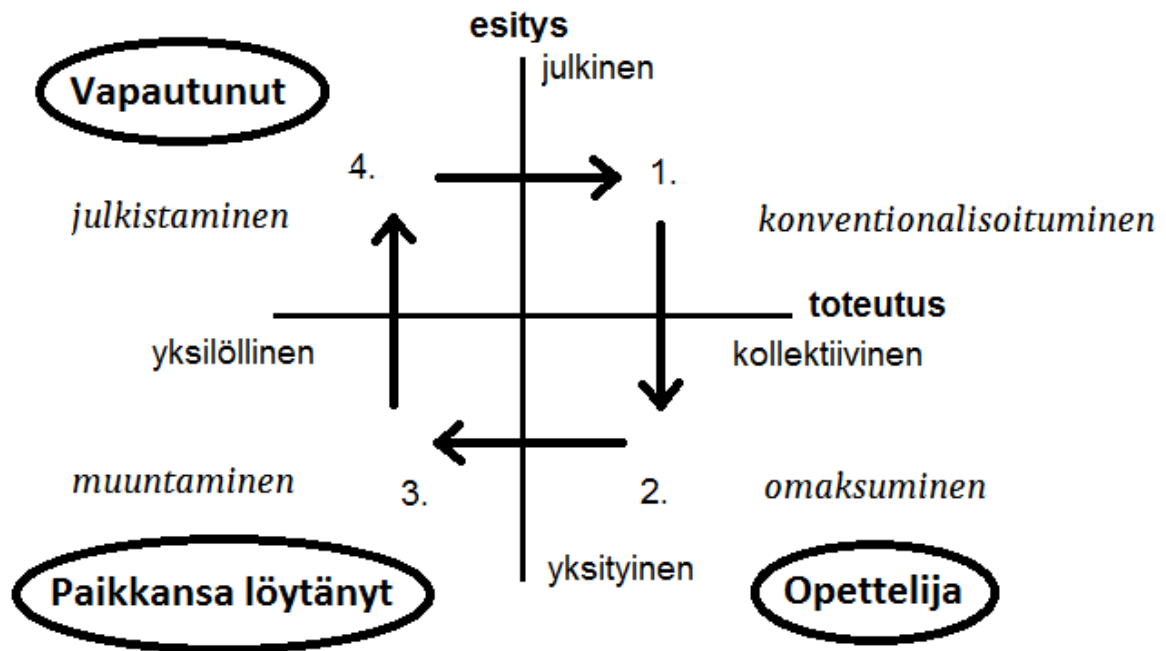 esitys
julkinen
Vapautunut
4.
1.
julkistaminen
konventionalisoituminen
toteutus
yksilöllinen
kollektiivinen
muuntaminen
3.
2.
omaksuminen
yksityinen
Paikkansa löytänyt
Opettelija